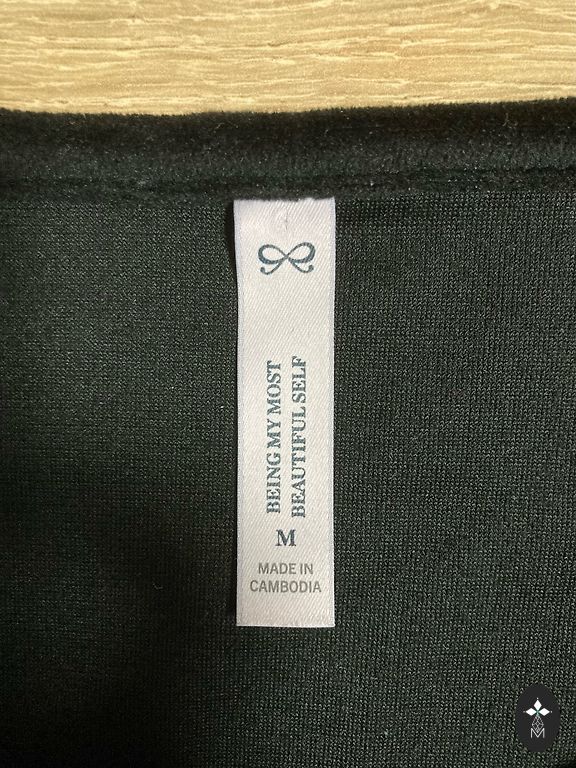 BEING MY MOST
BEAUTIFUL SELF
M
MADE IN
CAMBODIA
M